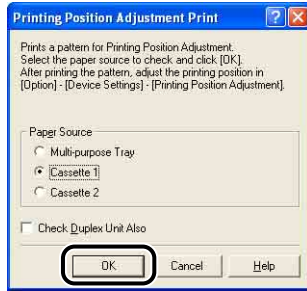 Printing Position Adjustment Print
Prints a pattern for Printing Position Adjustment.
Select the paper source to check and click [OK].
After printing the pattern, adjust the printing position in
[Option] - [Device Settings] - [Printing Position Adjustment].
Paper Source
Multi-purpose Tray
Cassette 1
Cassette 2
Check Duplex Unit Also
OK Cancel Help